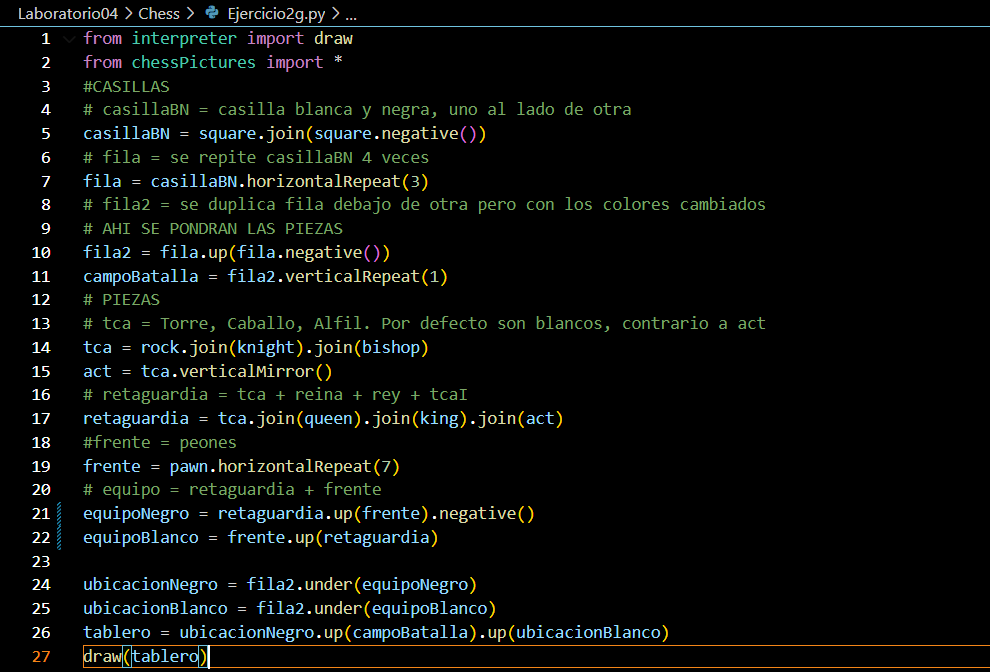 Laboratorio04 > Chess > Ejercicio2g.py > ...
1 from interpreter import draw
2 from chessPictures import *
3 #CASILLAS
4 # casillaBN = casilla blanca y negra, uno al lado de otra
5 casillaBN = square.join(square.negative())
6 # fila = se repite casillaBN 4 veces
7 fila = casillaBN.horizontalRepeat(3)
8 # fila2 = se duplica fila debajo de otra pero con los colores cambiados
9 # AHI SE PONDRAN LAS PIEZAS
10 fila2 = fila.up(fila.negative())
11 campoBatalla = fila2.verticalRepeat(1)
12 # PIEZAS
13 # tca = Torre, Caballo, Alfil. Por defecto son blancos, contrario a act
14 tca = rock.join(knight).join(bishop)
15 act = tca.verticalMirror()
16 # retaguardia = tca + reina + rey + tcaI
17 retaguardia = tca.join(queen).join(king).join(act)
18 #frente = peones
19 frente = pawn.horizontalRepeat(7)
20 # equipo = retaguardia + frente
21 equipoNegro = retaguardia.up(frente).negative()
22 equipoBlanco = frente.up(retaguardia)
23
24 ubicacionNegro = fila2.under(equipoNegro)
25 ubicacionBlanco = fila2.under(equipoBlanco)
26 tablero = ubicacionNegro.up(campoBatalla).up(ubicacionBlanco)
27 draw(tablero)